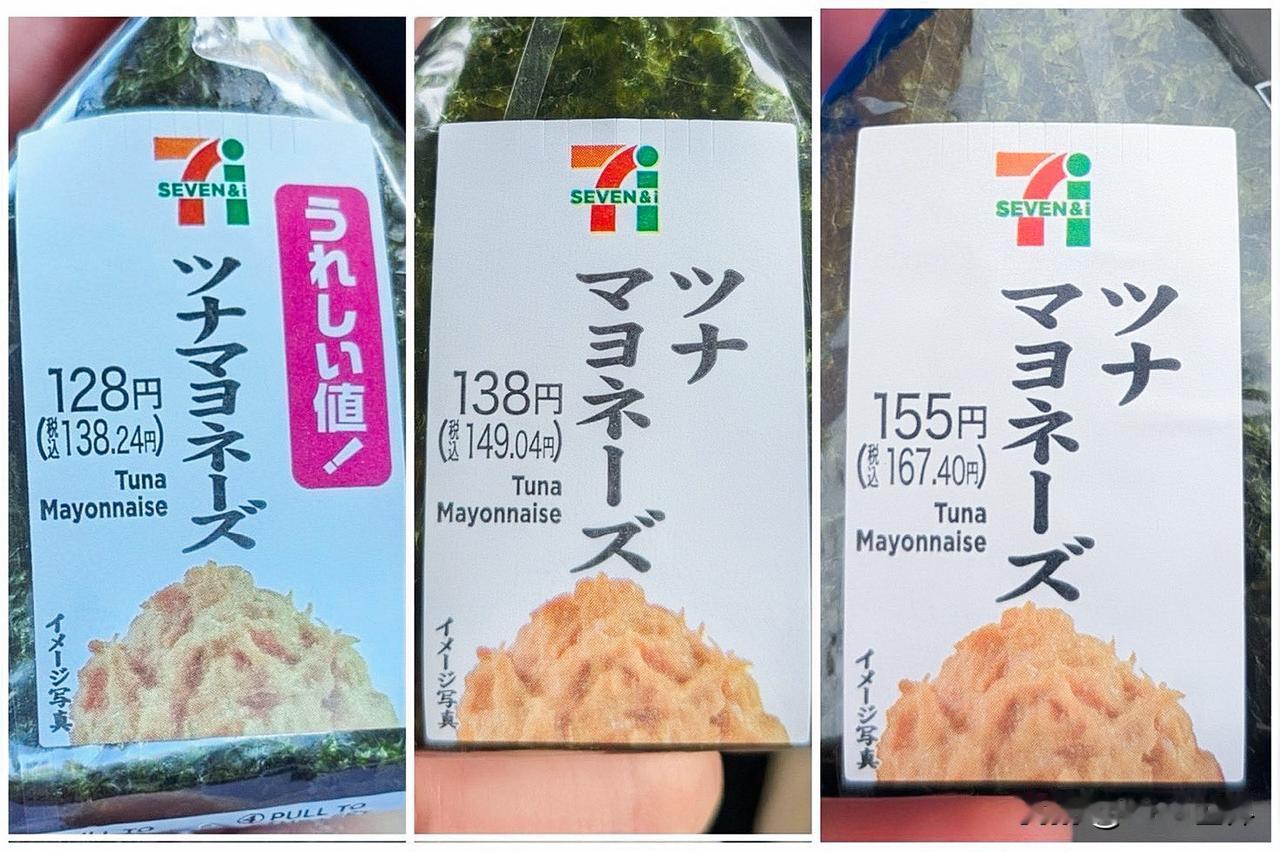 SEVEN&i
うれしい値!
ツナマヨネーズ
128円
(税込138.24円)
Tuna
Mayonnaise
イメージ写真
④PULL TO
SEVEN&i
ツナ
マヨネーズ
138円
(税込149.04円)
Tuna
Mayonnaise
イメージ写真
SEVEN&i
ツナ
マヨネーズ
155円
(税込167.40円)
Tuna
Mayonnaise
イメージ写真